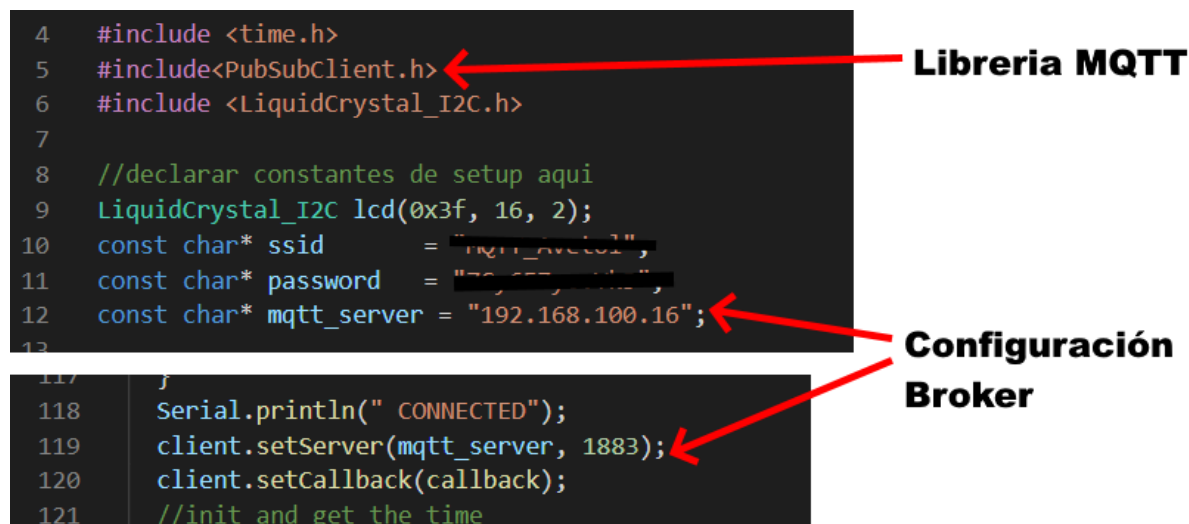 4 #include <time.h>
5 #include<PubSubClient.h>
Libreria MQTT
6 #include <LiquidCrystal_I2C.h>
7
8 //declarar constantes de setup aqui
9 LiquidCrystal_I2C lcd(0x3f, 16, 2);
10 const char* ssid =
11 const char* password =
12 const char* mqtt_server = "192.168.100.16";
13
Configuración
Broker
117 }
118 Serial.println(" CONNECTED");
119 client.setServer(mqtt_server, 1883);
120 client.setCallback(callback);
121 //init and get the time